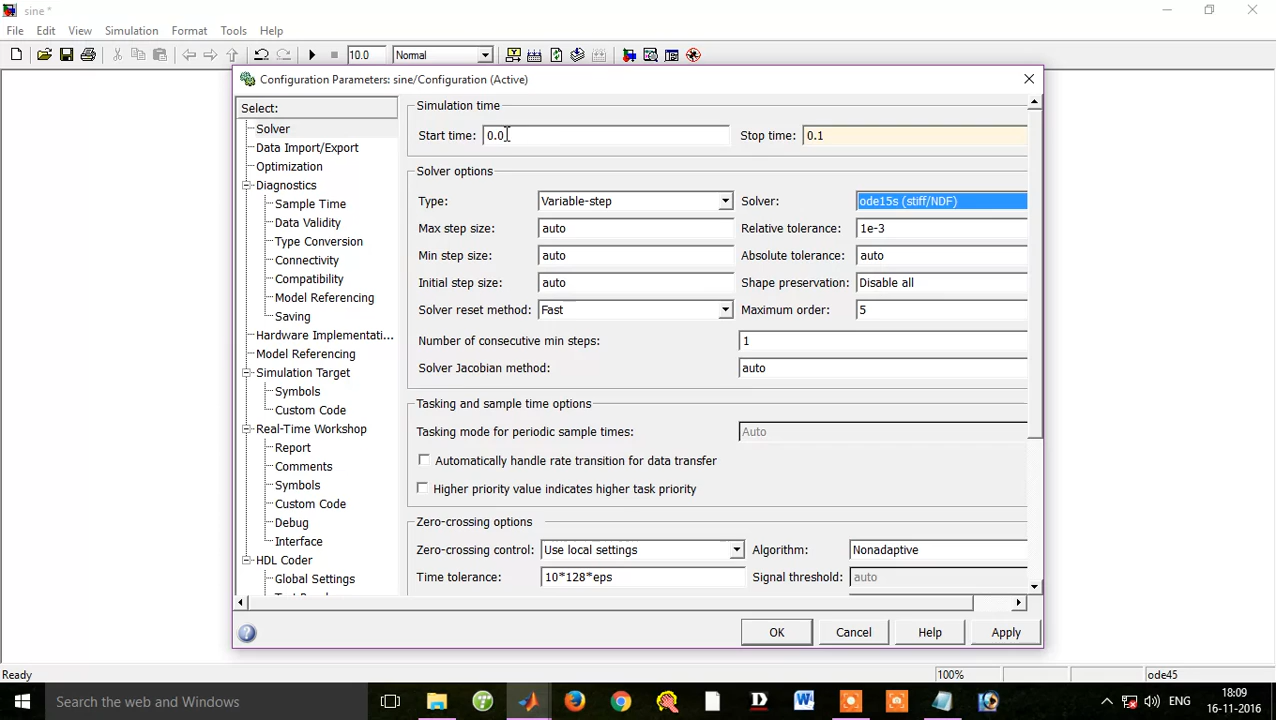 sine *
File Edit View Simulation Format Tools Help
10.0 Normal
Configuration Parameters: sine/Configuration (Active)
Select:
Solver
Data Import/Export
Optimization
Diagnostics
Sample Time
Data Validity
Type Conversion
Connectivity
Compatibility
Model Referencing
Saving
Hardware Implementati...
Model Referencing
Simulation Target
Symbols
Custom Code
Real-Time Workshop
Report
Comments
Symbols
Custom Code
Debug
Interface
HDL Coder
Global Settings
Simulation time
Start time: 0.0 Stop time: 0.1
Solver options
Type: Variable-step Solver: ode15s (stiff/NDF)
Max step size: auto Relative tolerance: 1e-3
Min step size: auto Absolute tolerance: auto
Initial step size: auto Shape preservation: Disable all
Solver reset method: Fast Maximum order: 5
Number of consecutive min steps: 1
Solver Jacobian method: auto
Tasking and sample time options
Tasking mode for periodic sample times: Auto
Automatically handle rate transition for data transfer
Higher priority value indicates higher task priority
Zero-crossing options
Zero-crossing control: Use local settings Algorithm: Nonadaptive
Time tolerance: 10*128*eps Signal threshold: auto
OK Cancel Help Apply
Ready 100% ode45
Search the web and Windows
ENG
18:09
16-11-2016